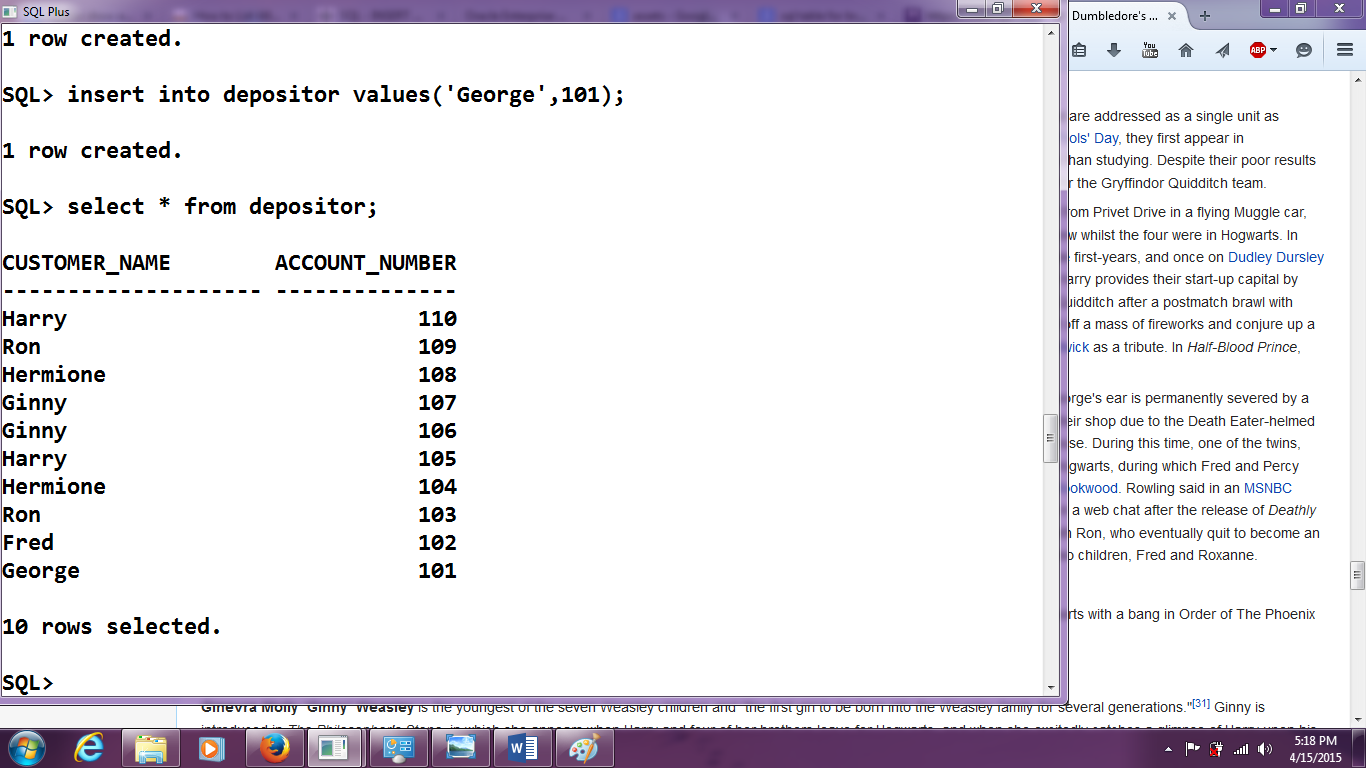 SQL Plus
1 row created.
SQL> insert into depositor values('George',101);
1 row created.
SQL> select * from depositor;
CUSTOMER_NAME ACCOUNT_NUMBER
-------------------- --------------
Harry 110
Ron 109
Hermione 108
Ginny 107
Ginny 106
Harry 105
Hermione 104
Ron 103
Fred 102
George 101
10 rows selected.
SQL>
Dumbledore's ...
You Tube
ABP
are addressed as a single unit as
ols' Day, they first appear in
han studying. Despite their poor results
r the Gryffindor Quidditch team.
rom Privet Drive in a flying Muggle car,
w whilst the four were in Hogwarts. In
first-years, and once on Dudley Dursley
arry provides their start-up capital by
uidditch after a postmatch brawl with
off a mass of fireworks and conjure up a
wick as a tribute. In Half-Blood Prince,
orge's ear is permanently severed by a
eir shop due to the Death Eater-helmed
se. During this time, one of the twins,
gwarts, during which Fred and Percy
ookwood. Rowling said in an MSNBC
a web chat after the release of Deathly
Ron, who eventually quit to become an
o children, Fred and Roxanne.
rts with a bang in Order of The Phoenix
Ginevra Molly "Ginny" Weasley is the youngest of the seven Weasley children and "the first girl to be born into the Weasley family for several generations."[31] Ginny is
5:18 PM
4/15/2015